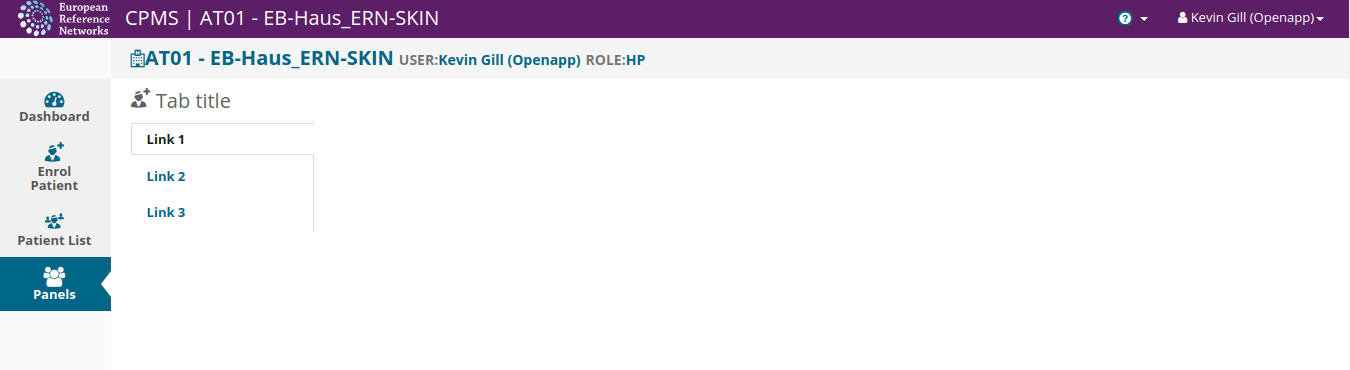 European
Reference
Networks
CPMS | AT01 - EB-Haus_ERN-SKIN
? Kevin Gill (Openapp)
AT01 - EB-Haus_ERN-SKIN USER:Kevin Gill (Openapp) ROLE:HP
Dashboard
Enrol
Patient
Patient List
Panels
Tab title
Link 1
Link 2
Link 3